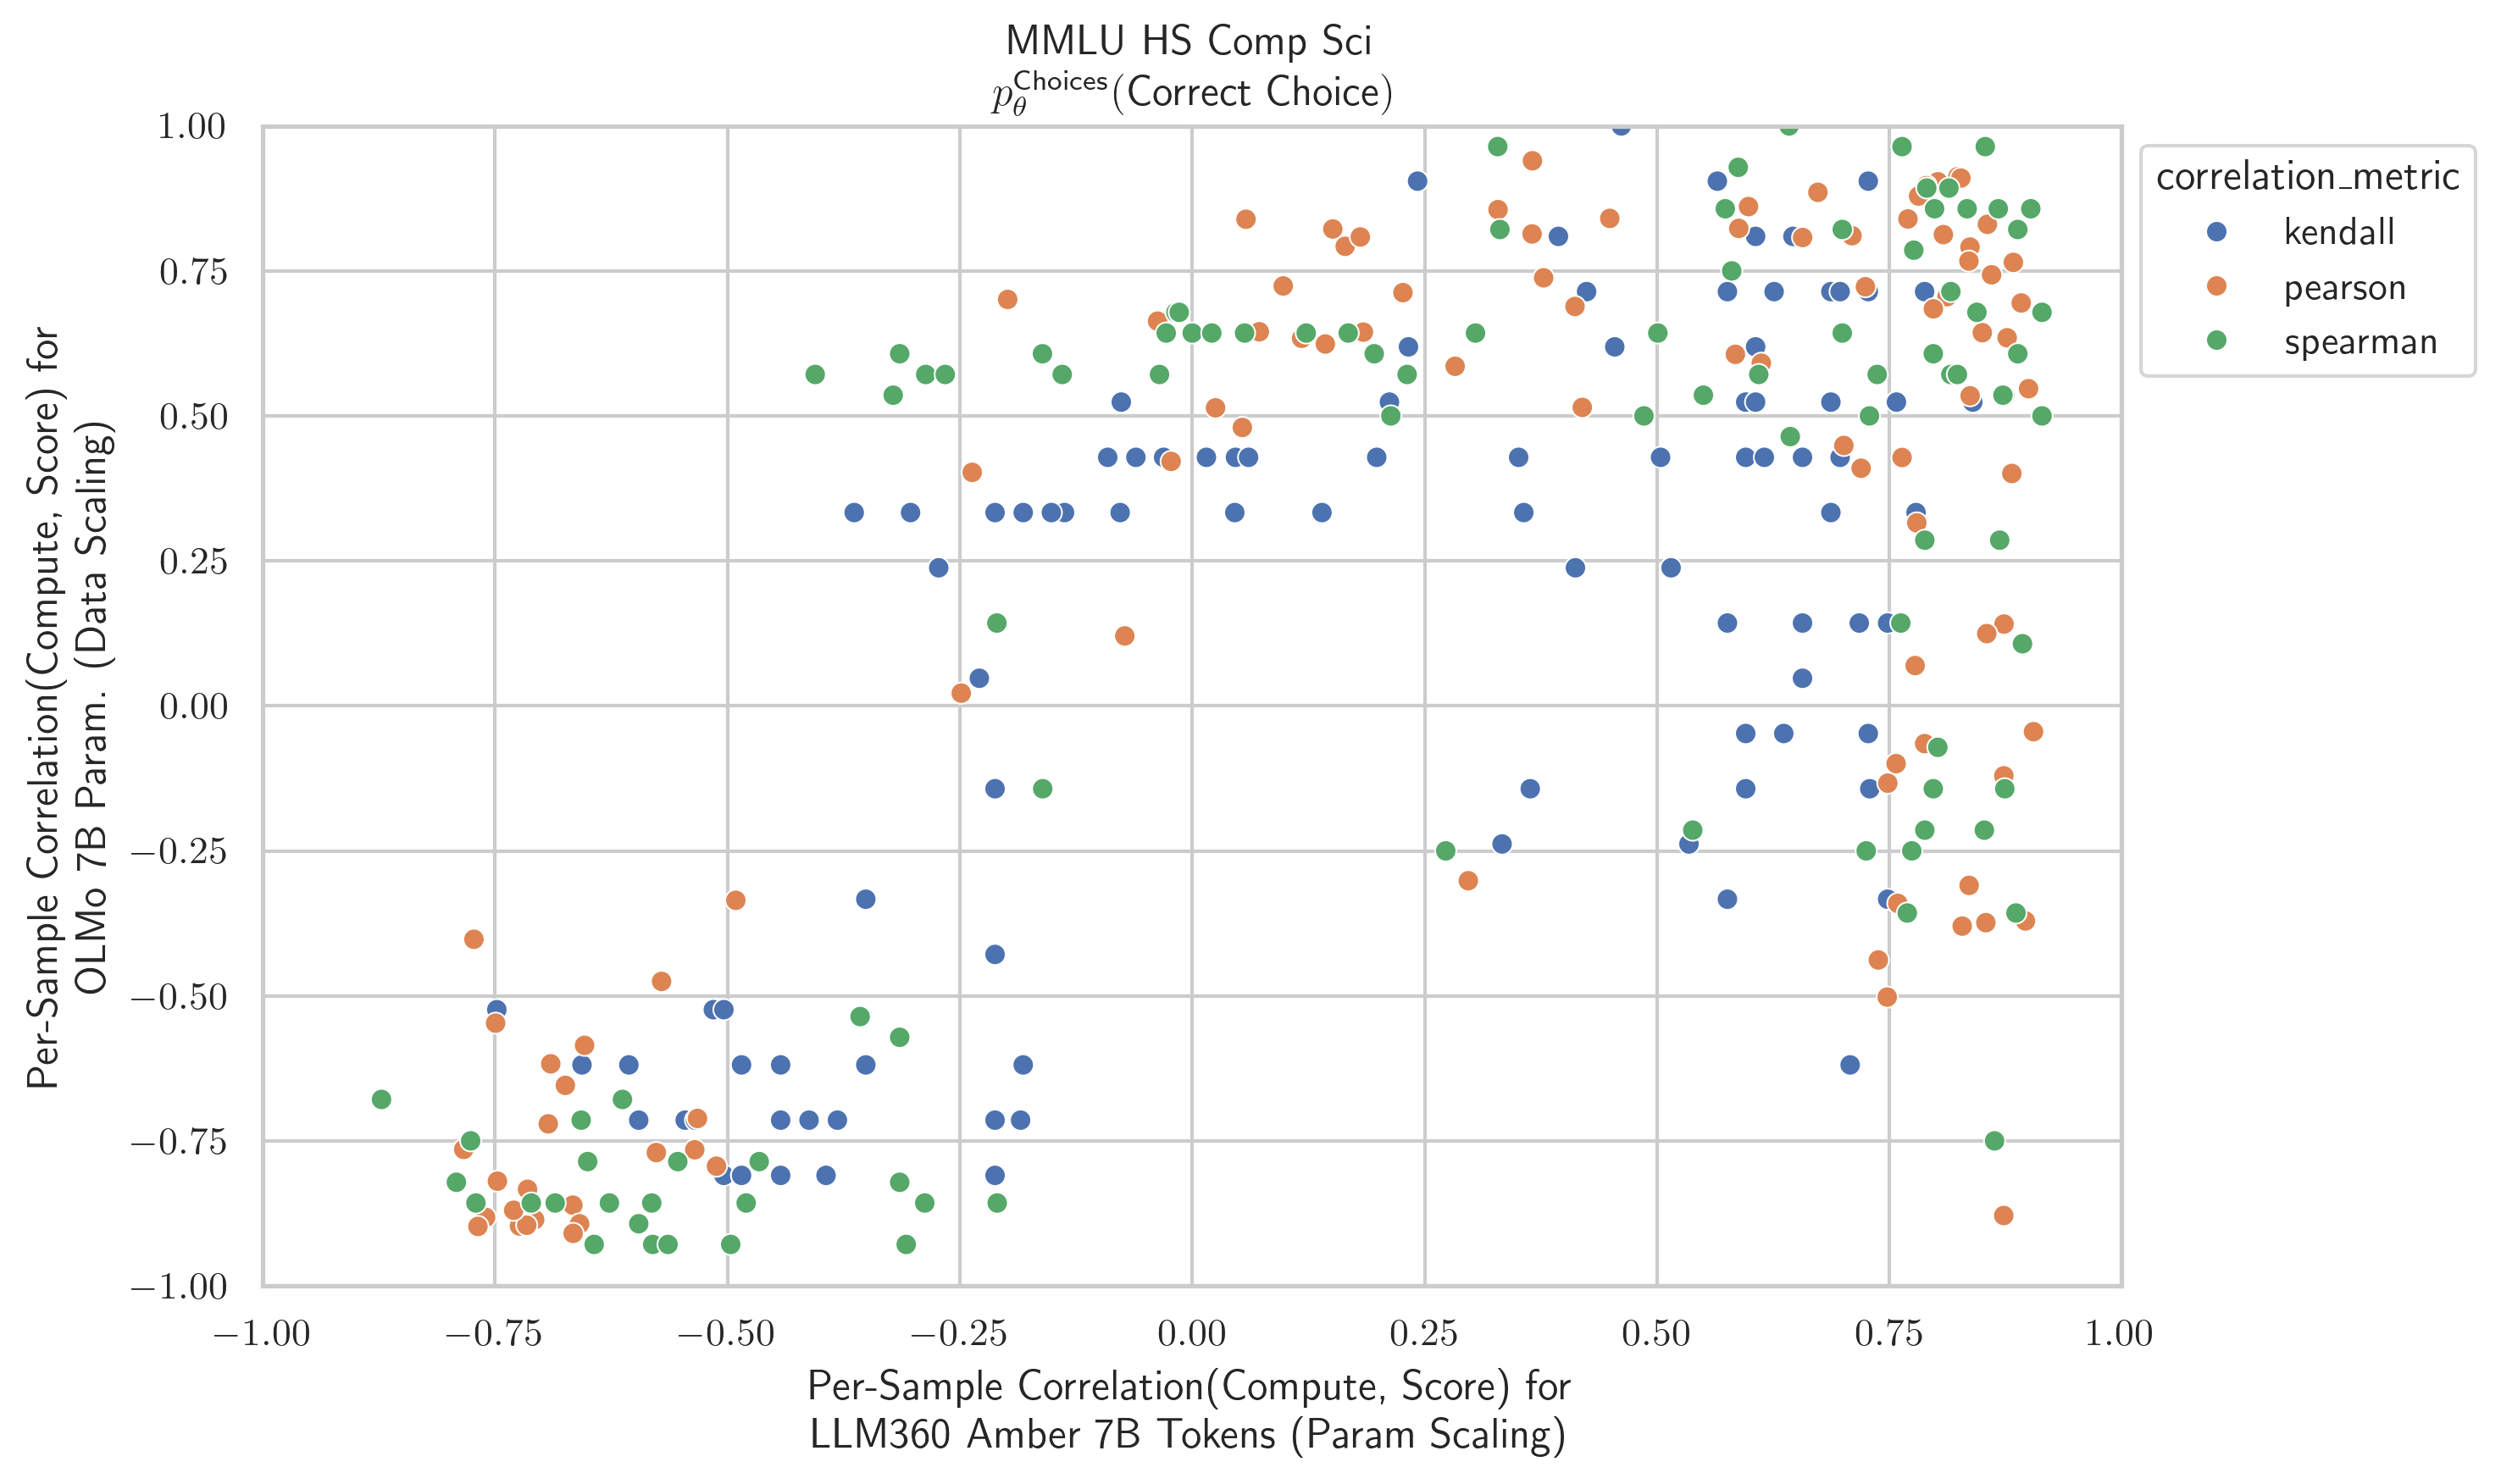 MMLU HS Comp Sci
p_θ^Choices(Correct Choice)
Per-Sample Correlation(Compute, Score) for
OLMo 7B Param. (Data Scaling)
1.00
0.75
0.50
0.25
0.00
−0.25
−0.50
−0.75
−1.00
−1.00 −0.75 −0.50 −0.25 0.00 0.25 0.50 0.75 1.00
Per-Sample Correlation(Compute, Score) for
LLM360 Amber 7B Tokens (Param Scaling)
correlation_metric
kendall
pearson
spearman